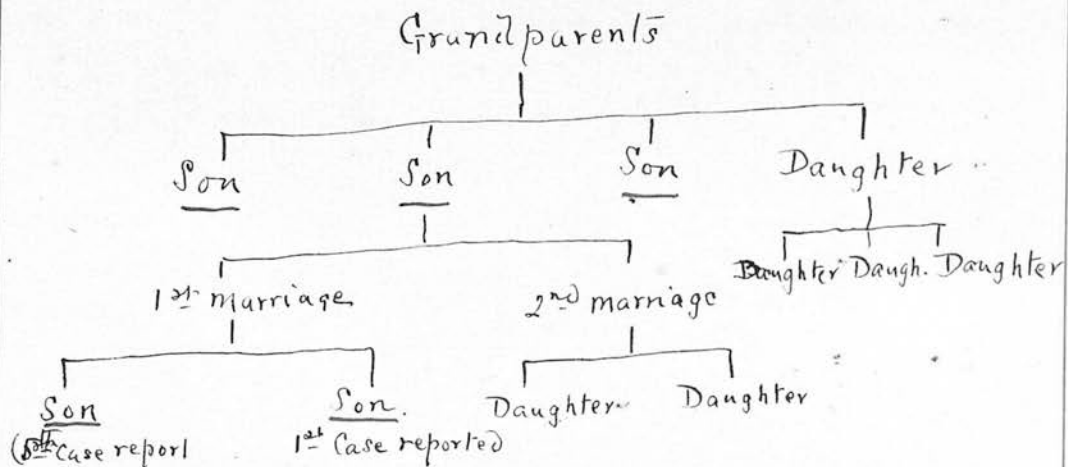 Grandparents
Son Son Son Daughter
Daughter Daugh. Daughter
1st marriage 2nd marriage
Son Son. Daughter Daughter
Case report 1st Case reported)